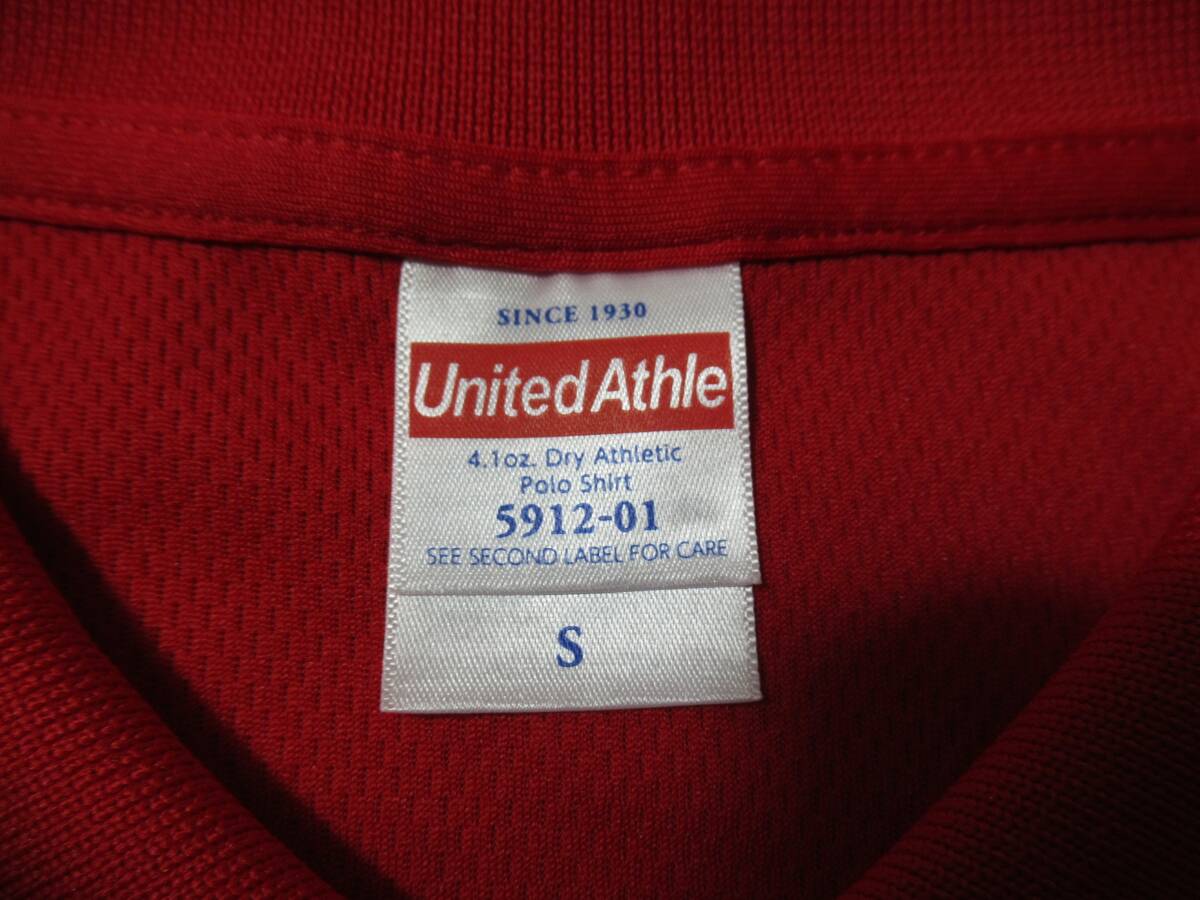 SINCE 1930
United Athle
4.1oz. Dry Athletic
Polo Shirt
5912-01
SEE SECOND LABEL FOR CARE
S